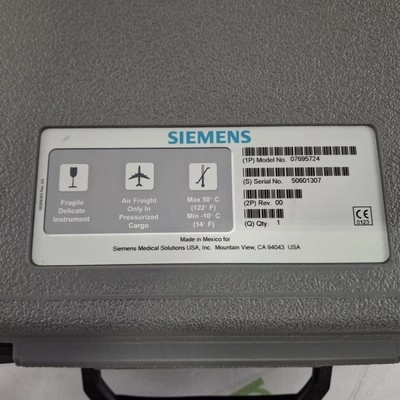 SIEMENS
Fragile
Delicate
Instrument
Air Freight
Only In
Pressurized
Cargo
Max 50° C
(122° F)
Min -10° C
(14° F)
(1P) Model No. 07695724
(S) Serial No. 50601307
(2P) Rev. 00
(Q) Qty. 1
CE
0123
Made in Mexico for
Siemens Medical Solutions USA, Inc. Mountain View, CA 94043 USA